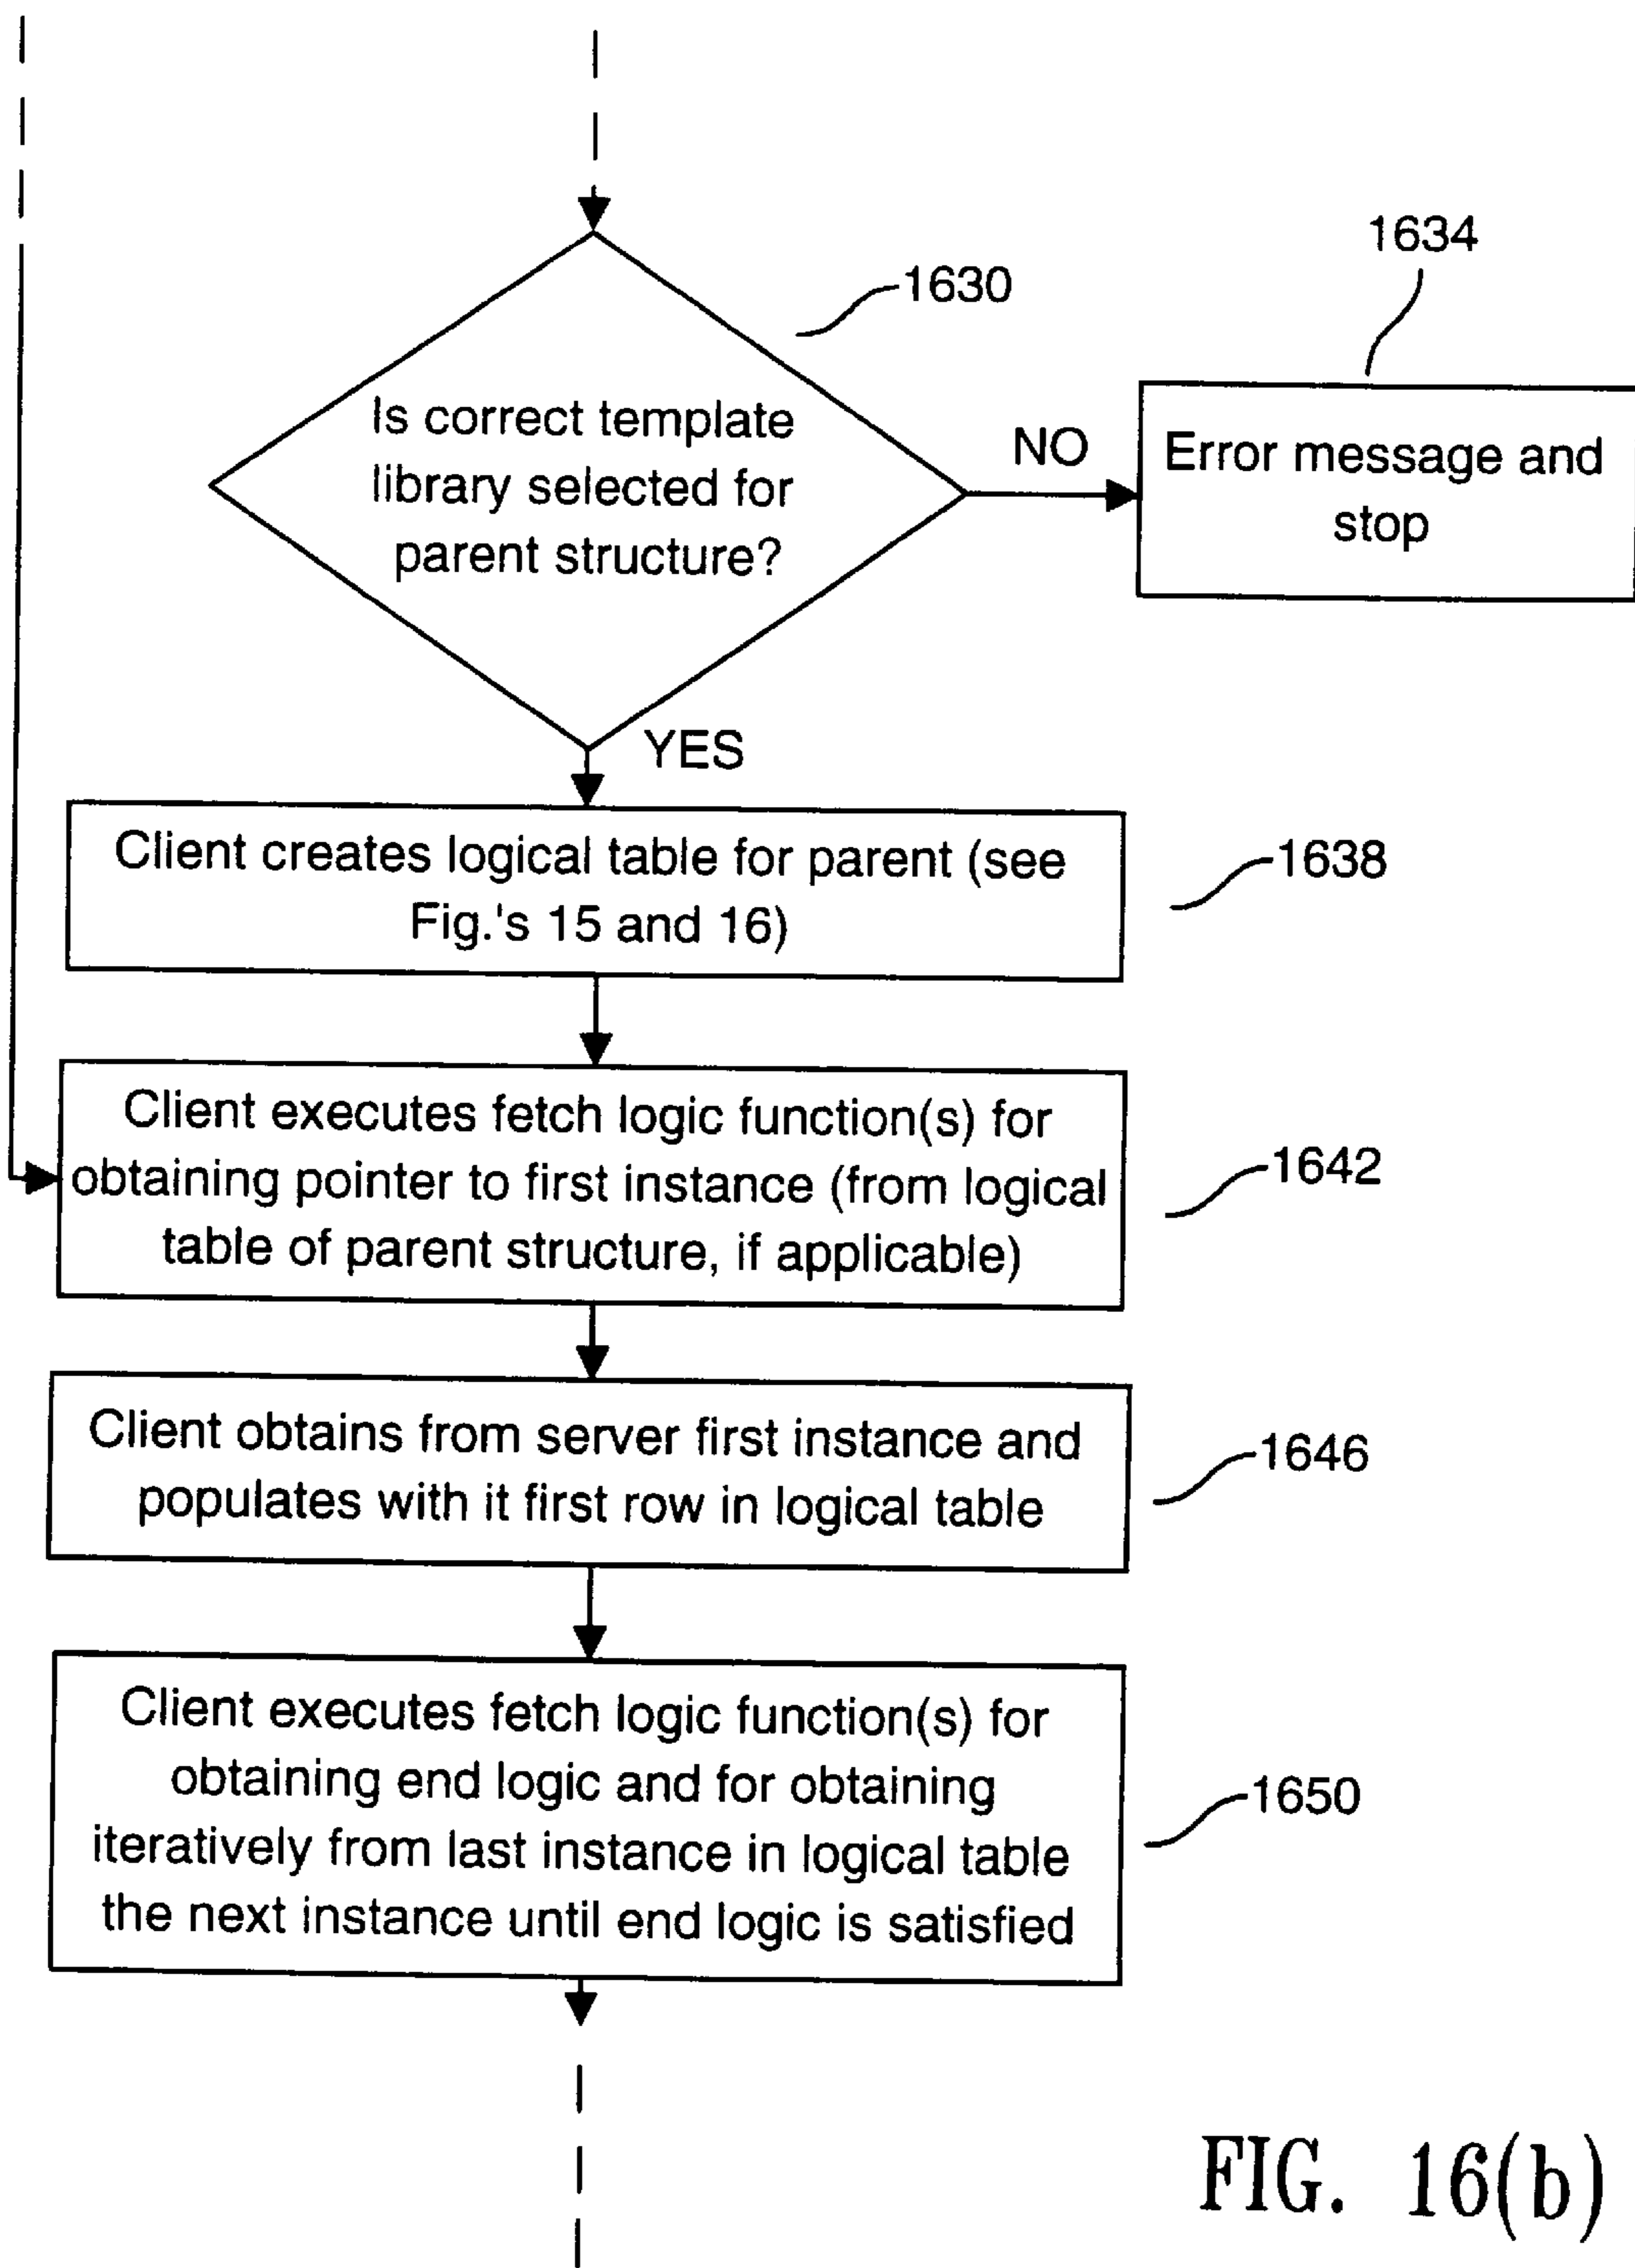 1634
1630
Is correct template
library selected for
parent structure?
NO
Error message and
stop
YES
Client creates logical table for parent (see
Fig.'s 15 and 16)
1638
Client executes fetch logic function(s) for
obtaining pointer to first instance (from logical
table of parent structure, if applicable)
1642
Client obtains from server first instance and
populates with it first row in logical table
1646
Client executes fetch logic function(s) for
obtaining end logic and for obtaining
iteratively from last instance in logical table
the next instance until end logic is satisfied
1650
FIG. 16(b)